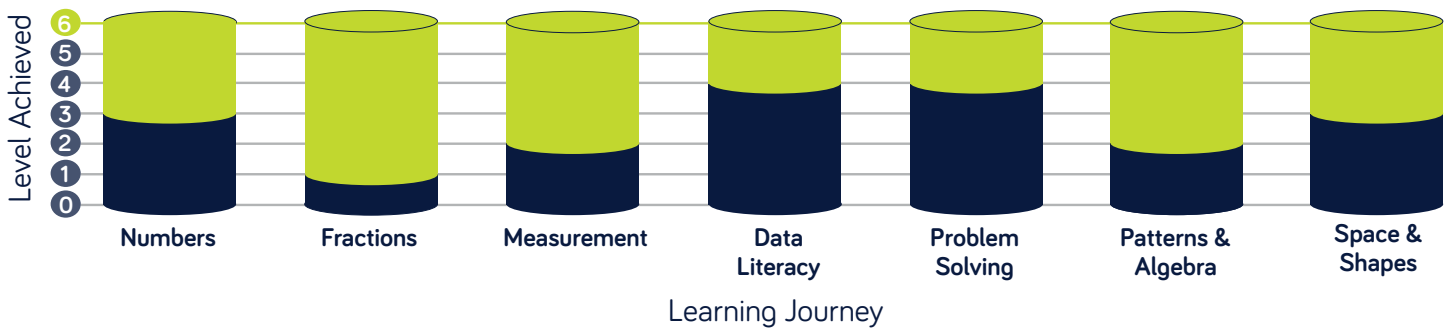 Level Achieved
6
5
4
3
2
1
0
Numbers
Fractions
Measurement
Data
Literacy
Problem
Solving
Patterns &
Algebra
Space &
Shapes
Learning Journey